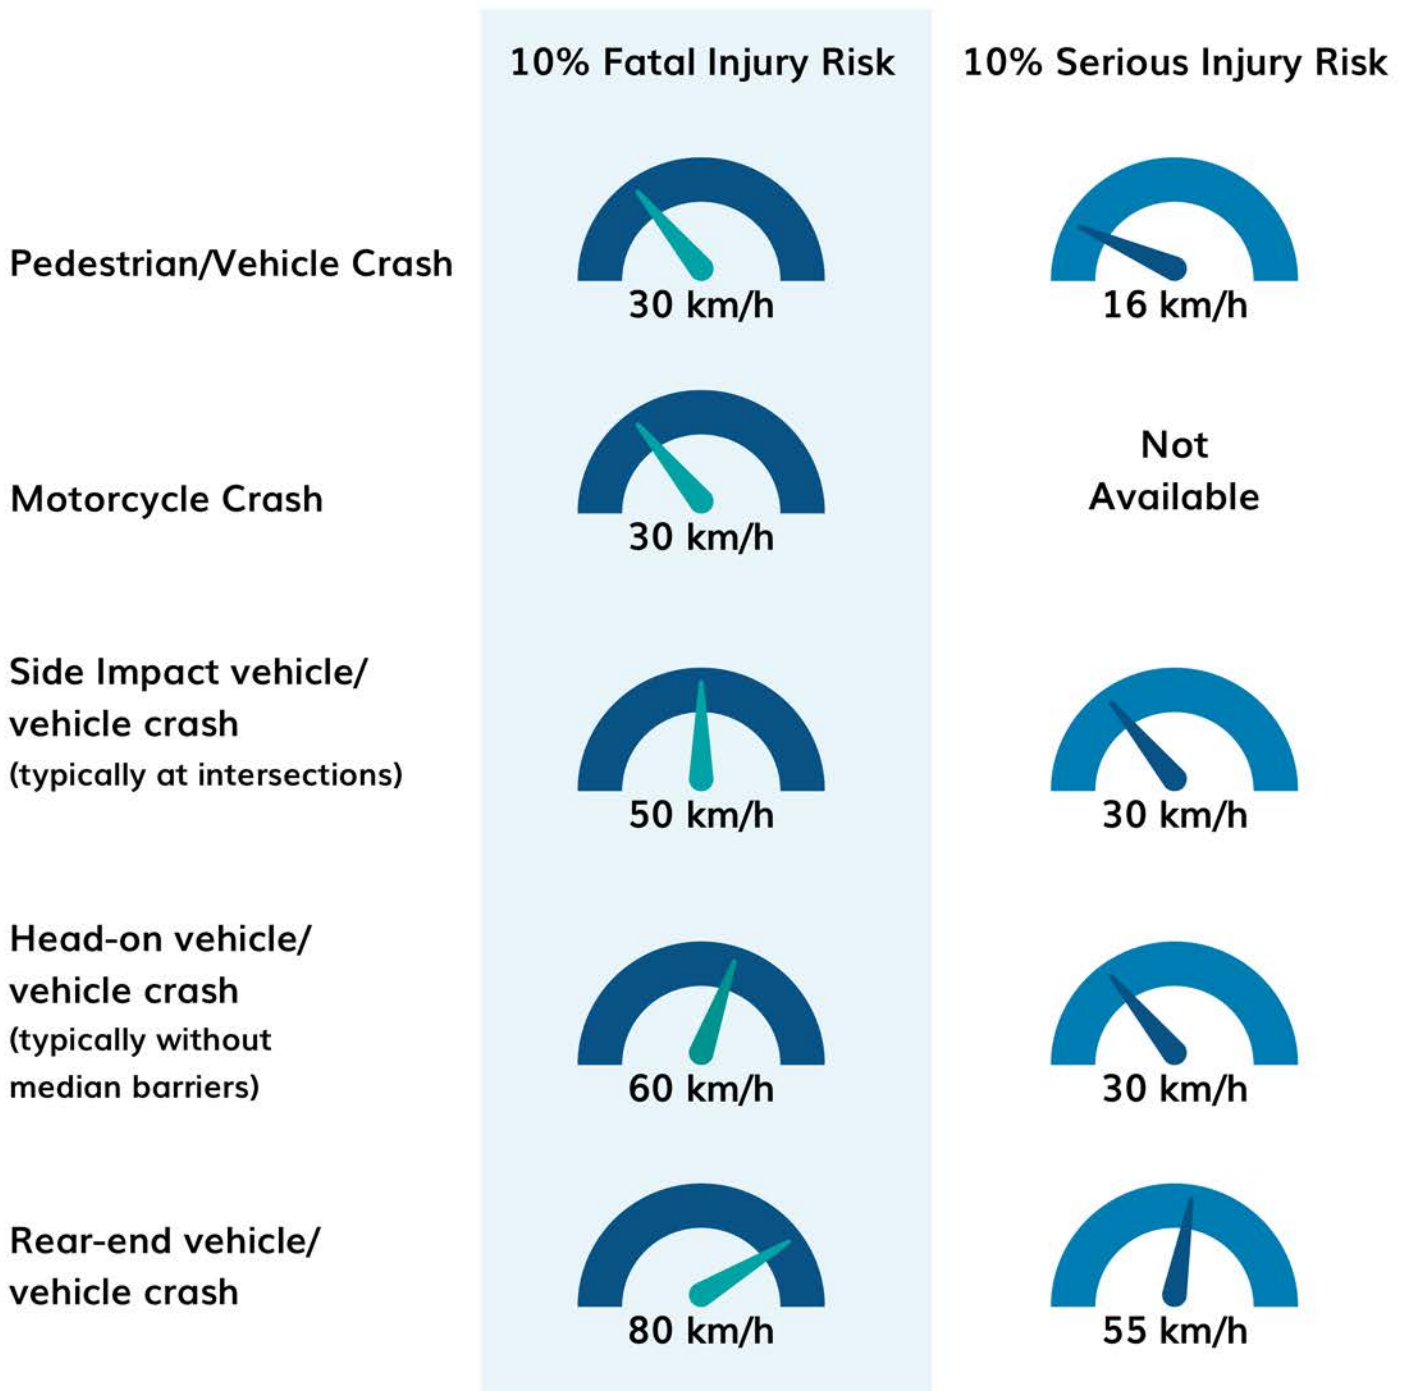 10% Fatal Injury Risk
10% Serious Injury Risk
Pedestrian/Vehicle Crash
30 km/h
16 km/h
Motorcycle Crash
30 km/h
Not
Available
Side Impact vehicle/
vehicle crash
(typically at intersections)
50 km/h
30 km/h
Head-on vehicle/
vehicle crash
(typically without
median barriers)
60 km/h
30 km/h
Rear-end vehicle/
vehicle crash
80 km/h
55 km/h